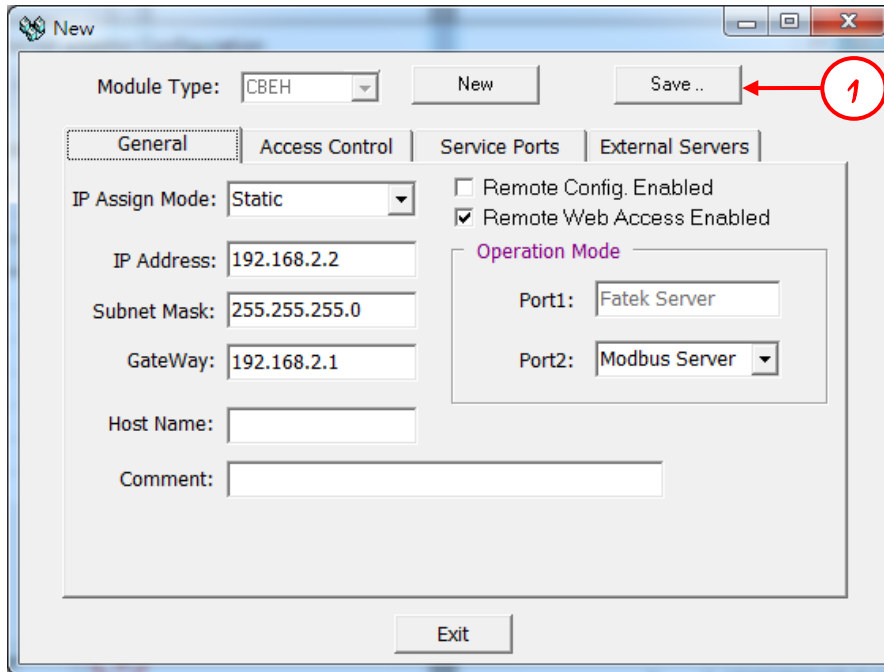 New
Module Type: CBEH New Save ..
1
General Access Control Service Ports External Servers
IP Assign Mode: Static
Remote Config. Enabled
Remote Web Access Enabled
IP Address: 192.168.2.2
Subnet Mask: 255.255.255.0
GateWay: 192.168.2.1
Operation Mode
Port1: Fatek Server
Port2: Modbus Server
Host Name:
Comment:
Exit